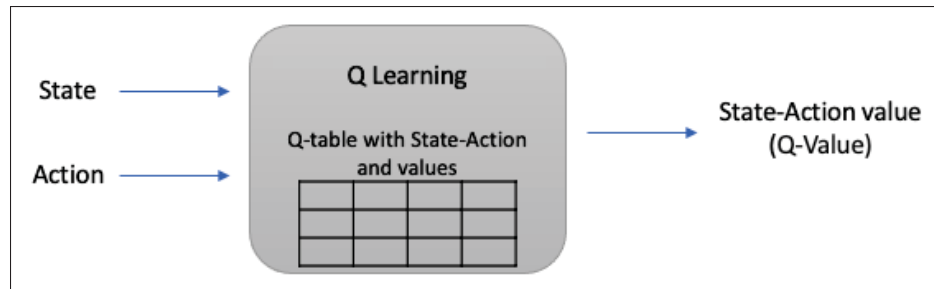 State
Action
Q Learning
Q-table with State-Action
and values
State-Action value
(Q-Value)